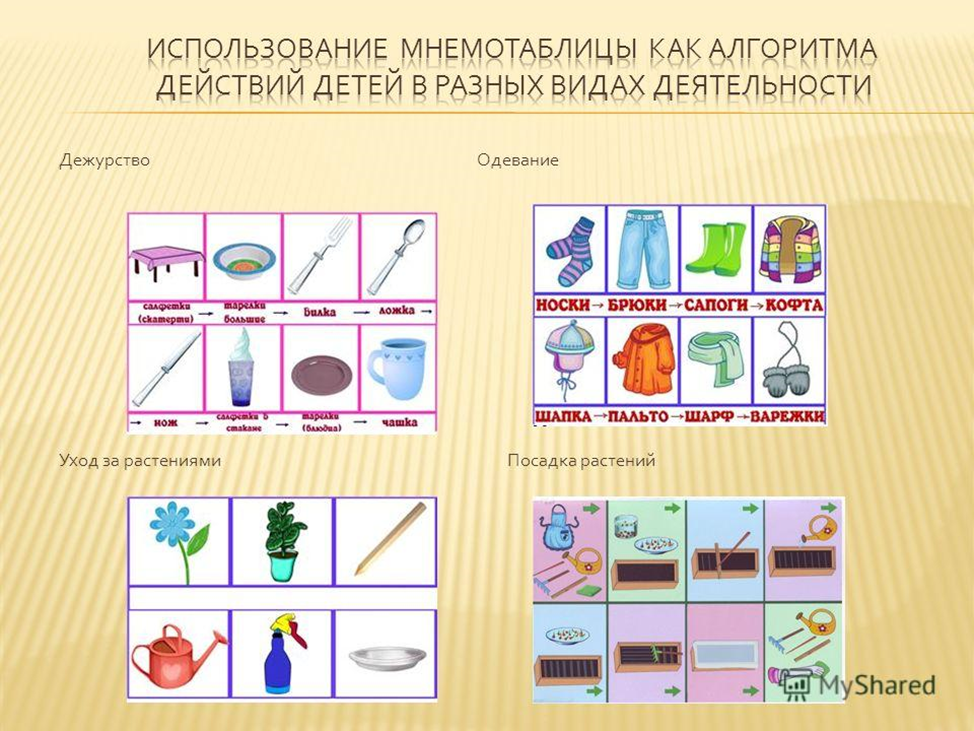 ИСПОЛЬЗОВАНИЕ МНЕМОТАБЛИЦЫ КАК АЛГОРИТМА
ДЕЙСТВИЙ ДЕТЕЙ В РАЗНЫХ ВИДАХ ДЕЯТЕЛЬНОСТИ
Дежурство
Одевание
салфетки (скатерти) → тарелки большие → вилка → ложка →
→ нож → салфетки в стакане → тарелки (блюдца) → чашка
НОСКИ → БРЮКИ → САПОГИ → КОФТА
ШАПКА → ПАЛЬТО → ШАРФ → ВАРЕЖКИ
Уход за растениями
Посадка растений
MyShared